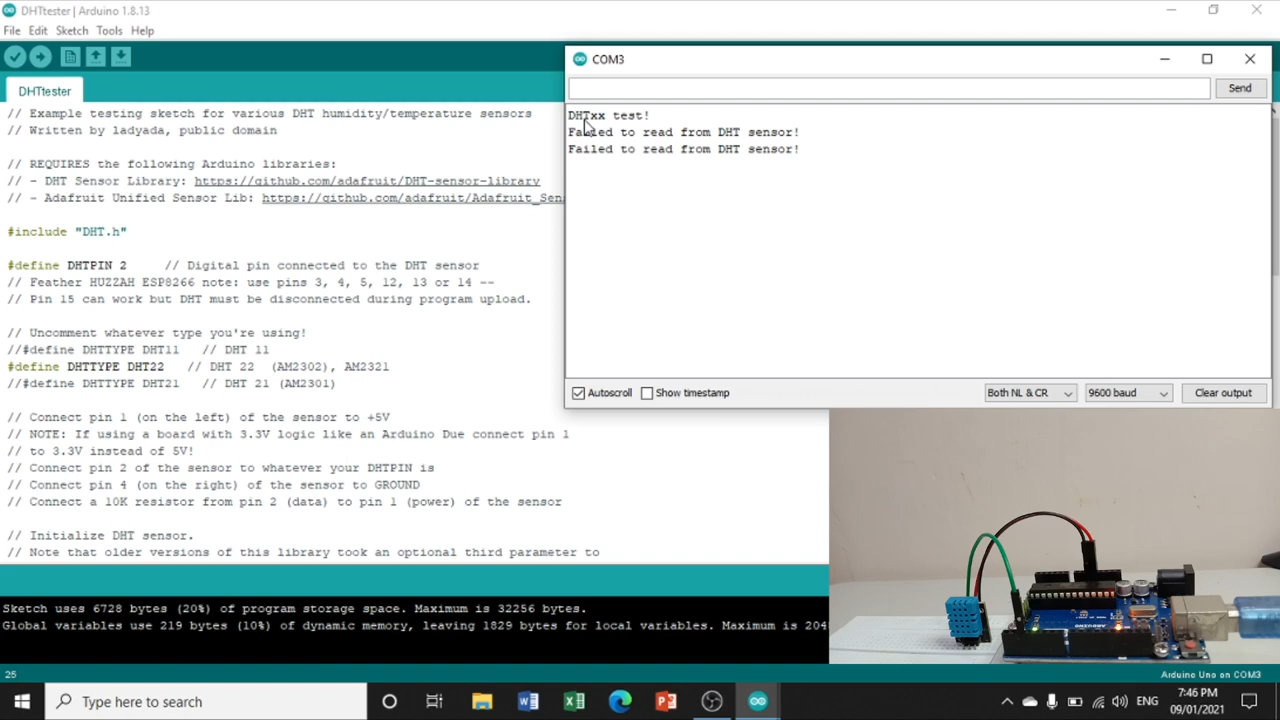 DHTtester | Arduino 1.8.13
File Edit Sketch Tools Help
DHTtester
// Example testing sketch for various DHT humidity/temperature sensors
// Written by ladyada, public domain
// REQUIRES the following Arduino libraries:
// - DHT Sensor Library: https://github.com/adafruit/DHT-sensor-library
// - Adafruit Unified Sensor Lib: https://github.com/adafruit/Adafruit_Sen
#include "DHT.h"
#define DHTPIN 2 // Digital pin connected to the DHT sensor
// Feather HUZZAH ESP8266 note: use pins 3, 4, 5, 12, 13 or 14 --
// Pin 15 can work but DHT must be disconnected during program upload.
// Uncomment whatever type you're using!
//#define DHTTYPE DHT11 // DHT 11
#define DHTTYPE DHT22 // DHT 22 (AM2302), AM2321
//#define DHTTYPE DHT21 // DHT 21 (AM2301)
// Connect pin 1 (on the left) of the sensor to +5V
// NOTE: If using a board with 3.3V logic like an Arduino Due connect pin 1
// to 3.3V instead of 5V!
// Connect pin 2 of the sensor to whatever your DHTPIN is
// Connect pin 4 (on the right) of the sensor to GROUND
// Connect a 10K resistor from pin 2 (data) to pin 1 (power) of the sensor
// Initialize DHT sensor.
// Note that older versions of this library took an optional third parameter to
COM3
Send
DHTxx test!
Failed to read from DHT sensor!
Failed to read from DHT sensor!
Autoscroll Show timestamp Both NL & CR 9600 baud Clear output
Sketch uses 6728 bytes (20%) of program storage space. Maximum is 32256 bytes.
Global variables use 219 bytes (10%) of dynamic memory, leaving 1829 bytes for local variables. Maximum is 204
25 Arduino Uno on COM3
Type here to search
ENG
7:46 PM
09/01/2021